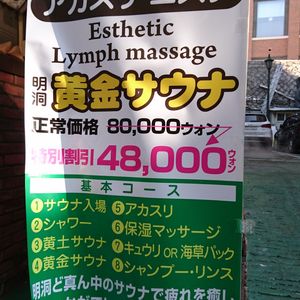 アカスリ
Esthetic
Lymph massage
明洞
黄金サウナ
正常価格 80,000ウォン
特別割引 48,000ウォン
基本コース
①サウナ入場 ⑤アカスリ
②シャワー ⑥保湿マッサージ
③黄土サウナ ⑦キュウリ OR 海草パック
④黄金サウナ ⑧シャンプー・リンス
明洞ど真ん中のサウナで疲れを癒し